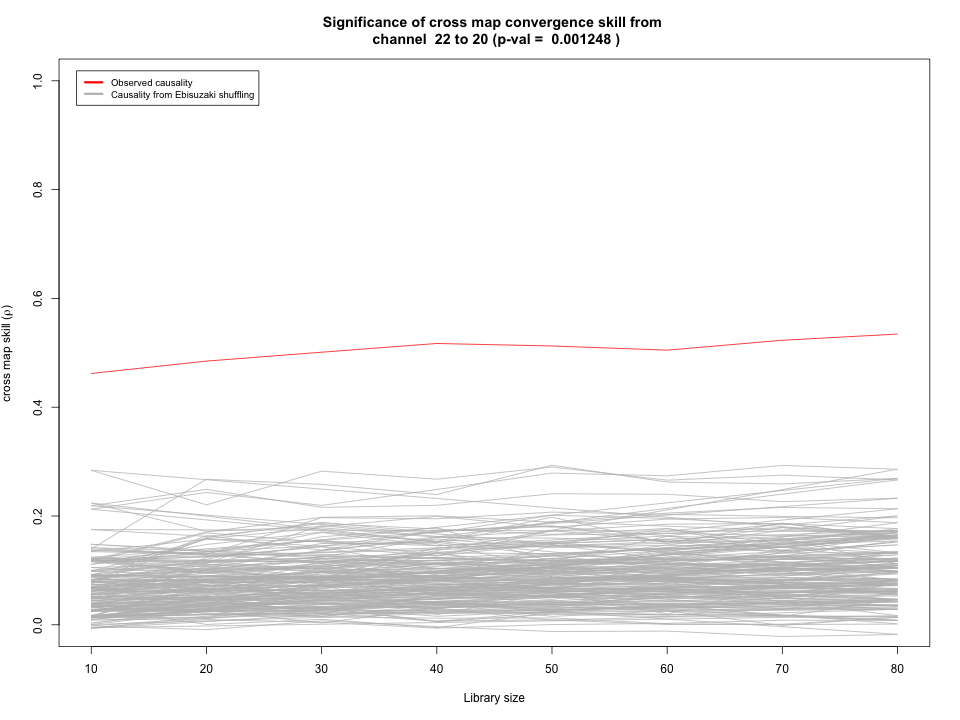 Significance of cross map convergence skill from
channel  22 to 20 (p-val =  0.001248 )
Observed causality
Causality from Ebisuzaki shuffling
cross map skill (ρ)
1.0
0.8
0.6
0.4
0.2
0.0
10 20 30 40 50 60 70 80
Library size